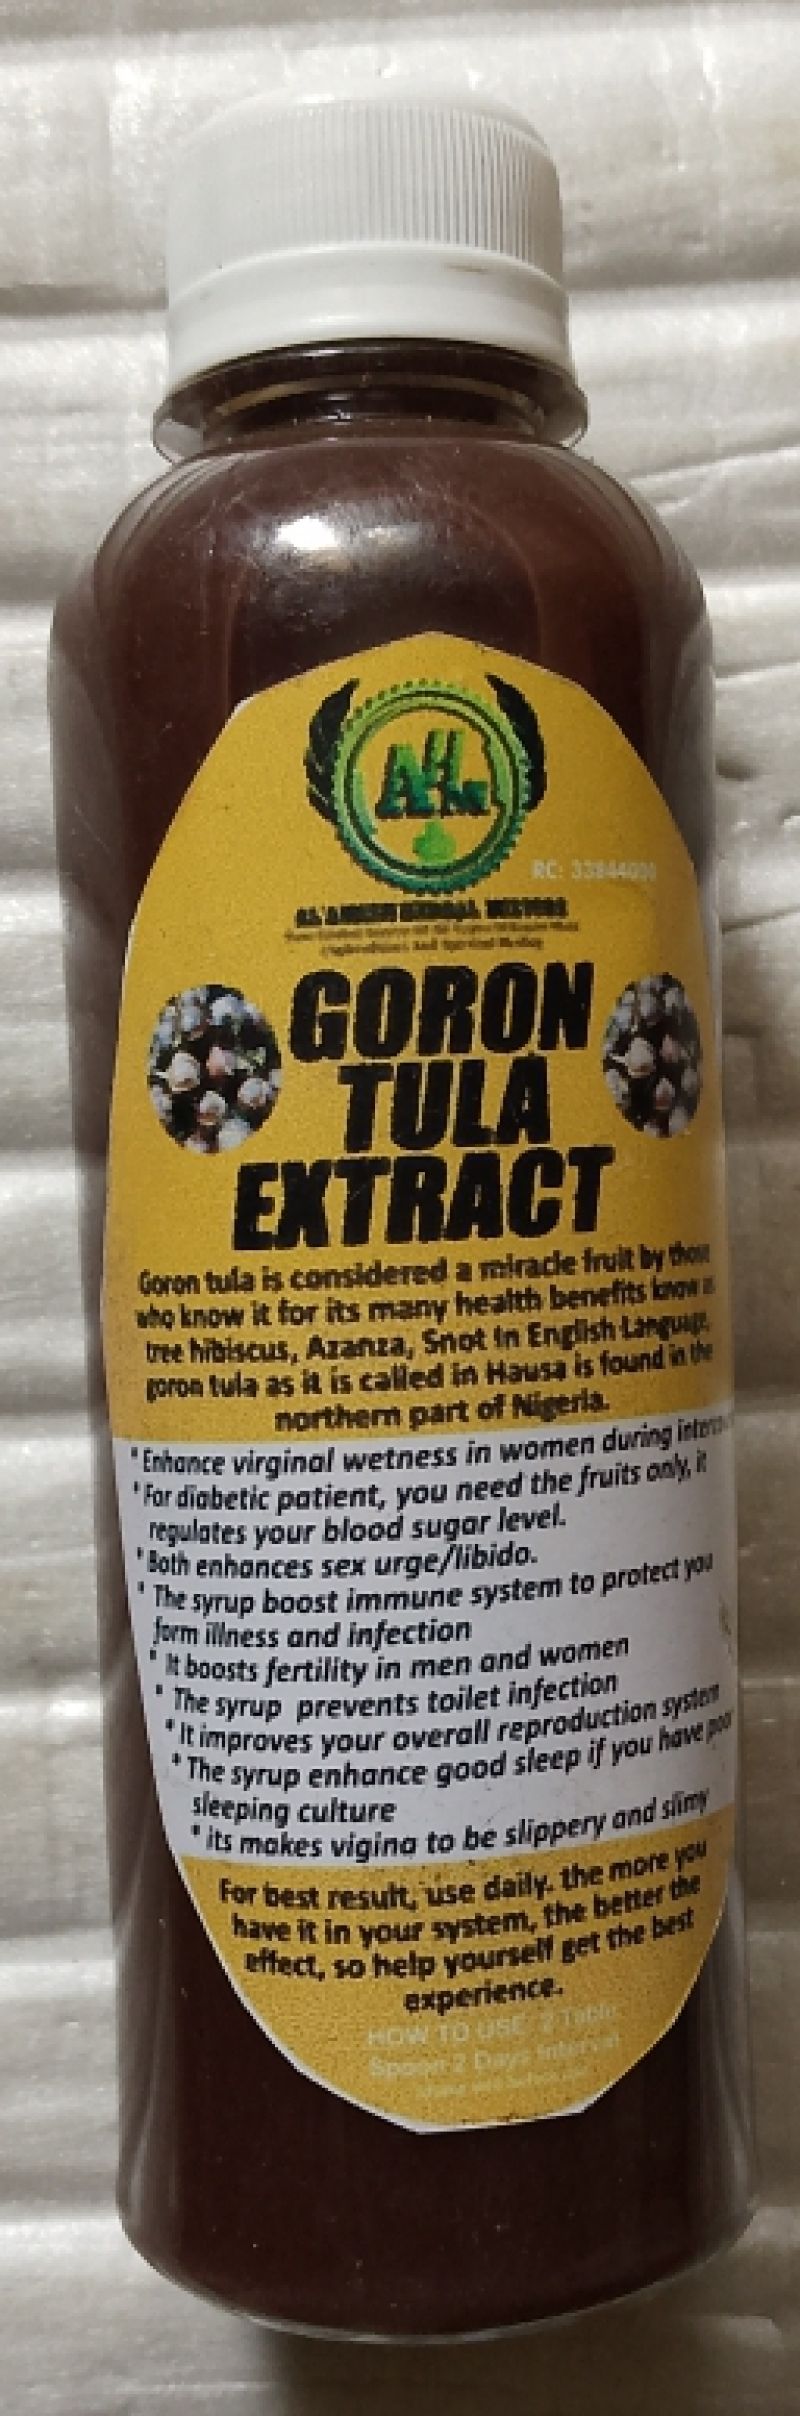 AHM
RC: 33844000
AL'AMEEN HERBAL
GORON
TULA
EXTRACT
Goron tula is considered a miracle fruit by those
who know it for its many health benefits know as
tree hibiscus, Azanza, Snot in English Language,
goron tula as it is called in Hausa is found in the
northern part of Nigeria.
* Enhance virginal wetness in women during
* For diabetic patient, you need the fruits only, it
regulates your blood sugar level.
* Both enhances sex urge/libido.
* The syrup boost immune system to protect you
form illness and infection
* It boosts fertility in men and women
* The syrup prevents toilet infection
* It improves your overall reproduction system
* The syrup enhance good sleep if you have poor
sleeping culture
* its makes vigina to be slippery and slimy
For best result, use daily. the more you
have it in your system, the better the
effect, so help yourself get the best
experience.
HOW TO USE 2 Table
Spoon 2 Days Interval